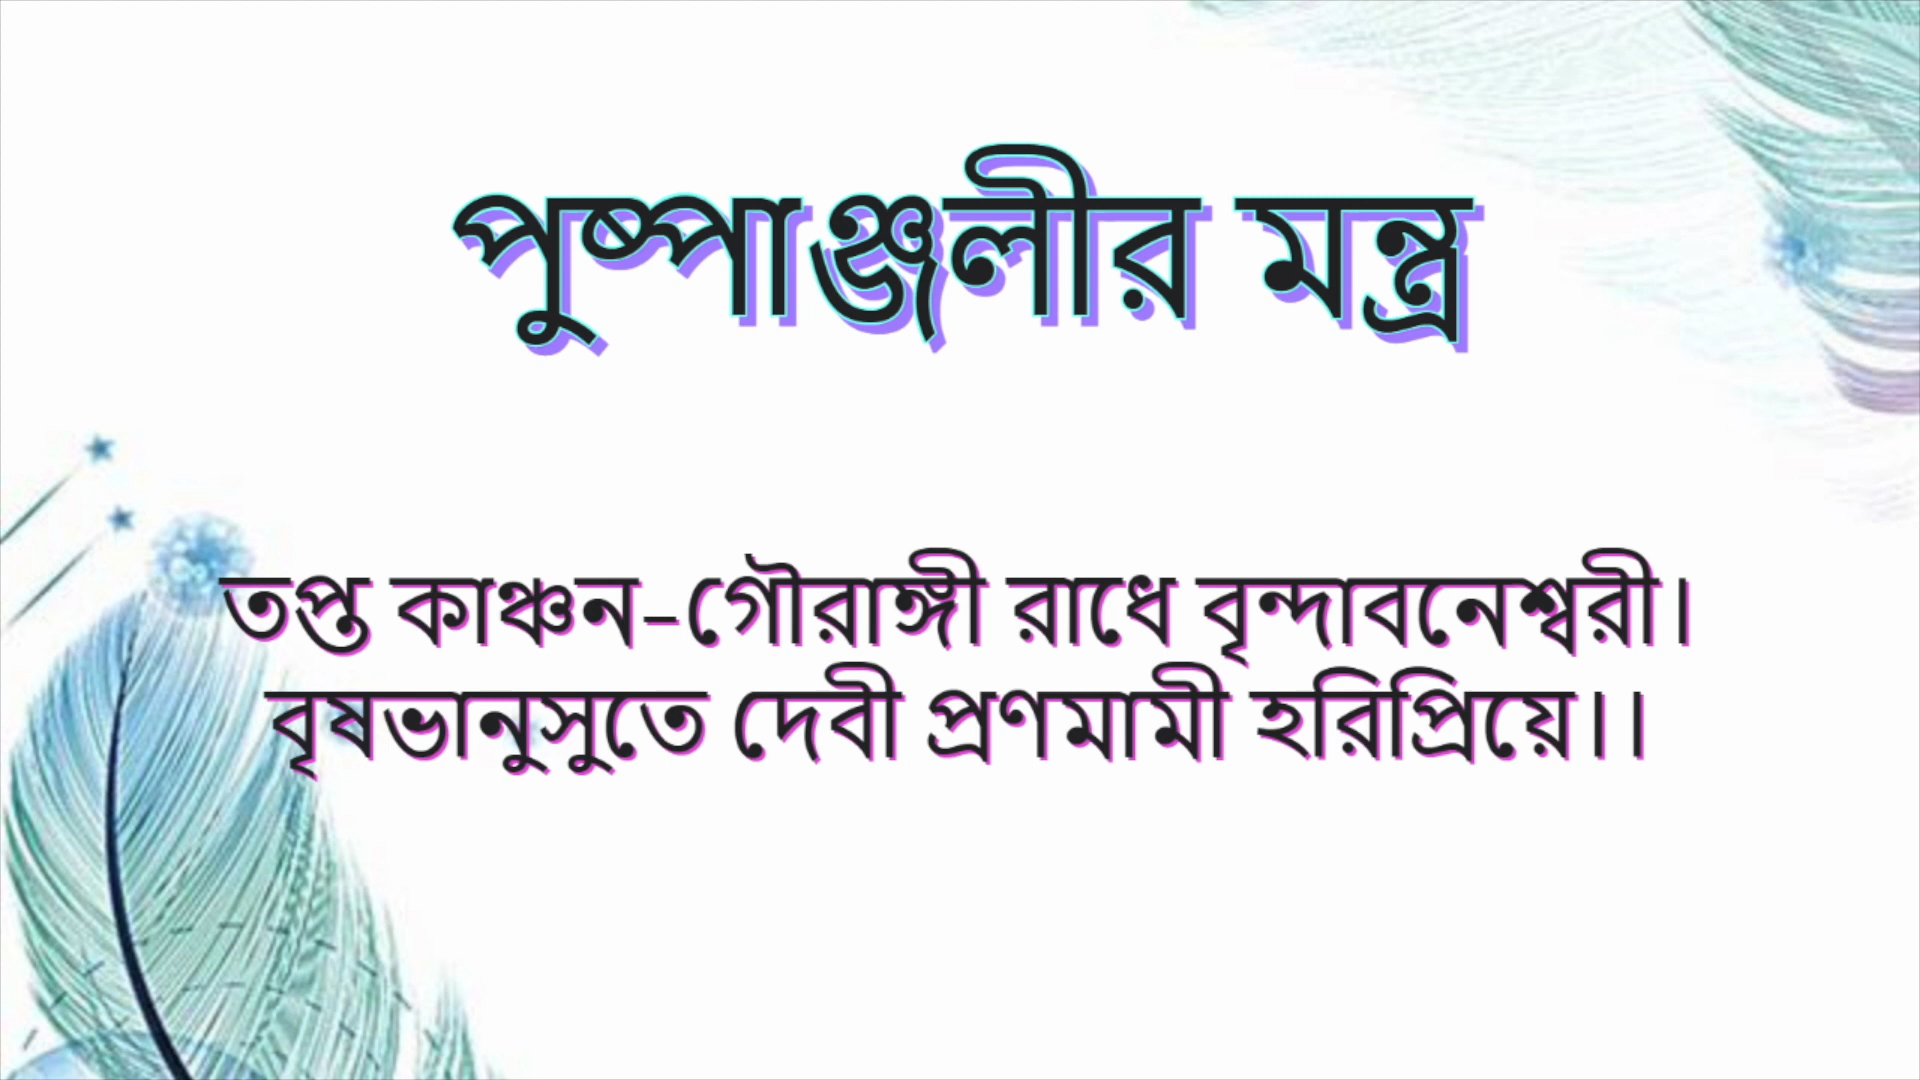 পুষ্পাঞ্জলীর মন্ত্র
তপ্ত কাঞ্চন-গৌরাঙ্গী রাধে বৃন্দাবনেশ্বরী।
বৃষভানুসুতে দেবী প্রণমামী হরিপ্রিয়ে।।